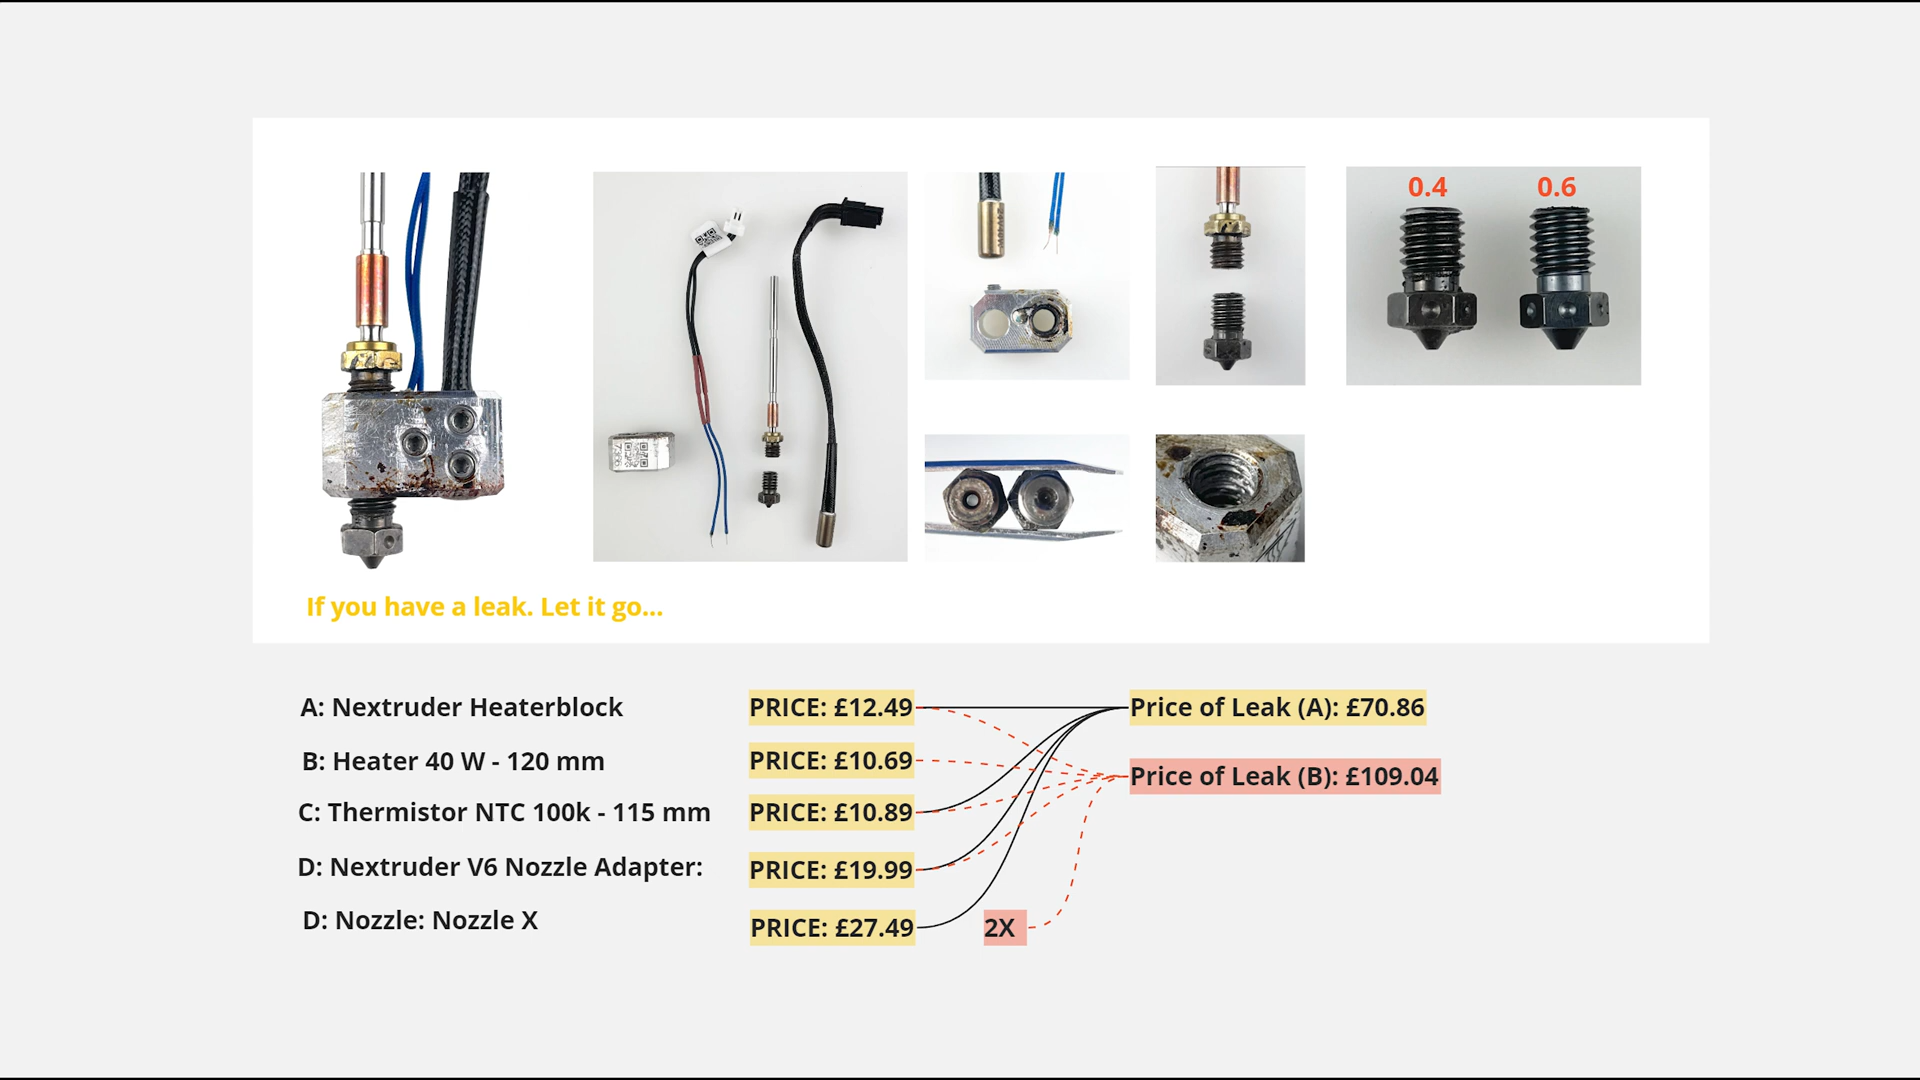 0.4
0.6
If you have a leak. Let it go...
A: Nextruder Heaterblock
PRICE: £12.49
Price of Leak (A): £70.86
B: Heater 40 W - 120 mm
PRICE: £10.69
Price of Leak (B): £109.04
C: Thermistor NTC 100k - 115 mm
PRICE: £10.89
D: Nextruder V6 Nozzle Adapter:
PRICE: £19.99
D: Nozzle: Nozzle X
PRICE: £27.49
2X